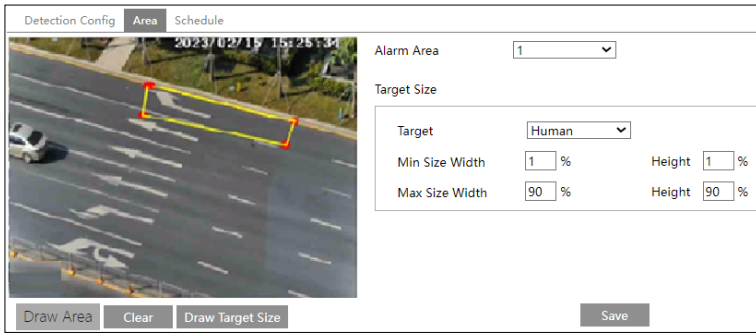 Detection Config Area Schedule
2023/02/15 15:25:34
Alarm Area 1
Target Size
Target Human
Min Size Width 1 % Height 1 %
Max Size Width 90 % Height 90 %
Draw Area Clear Draw Target Size Save